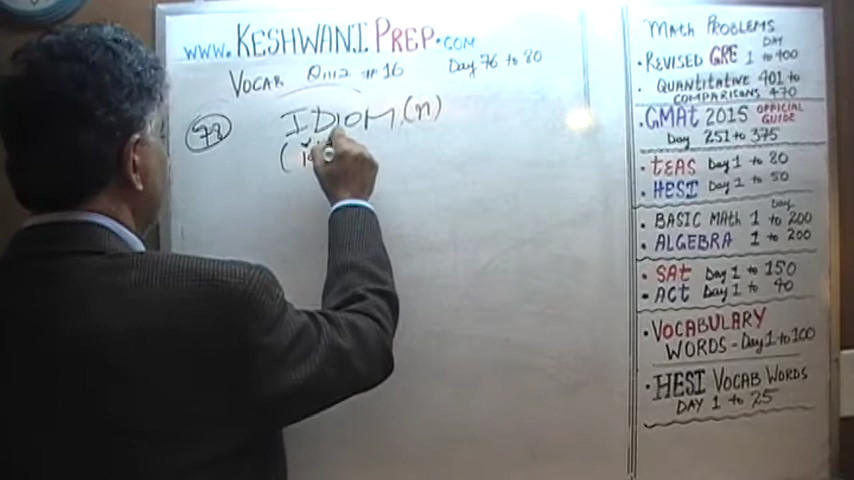 www.KESHWANIPREP.COM
VOCAB QUIZ #16 Day 76 to 80
78 IDIOM (n)
(
MATH PROBLEMS
DAY
• REVISED GRE 1 to 400
• QUANTITATIVE 401 to
COMPARISONS 470
• GMAT 2015 OFFICIAL GUIDE
Day 251 to 375
• TEAS Day 1 to 80
• HESI Day 1 to 50
Day
• BASIC MATH 1 to 200
• ALGEBRA 1 to 200
• SAT Day 1 to 150
• ACT Day 1 to 40
• VOCABULARY
WORDS - Day 1 to 100
• HESI VOCAB WORDS
DAY 1 to 25